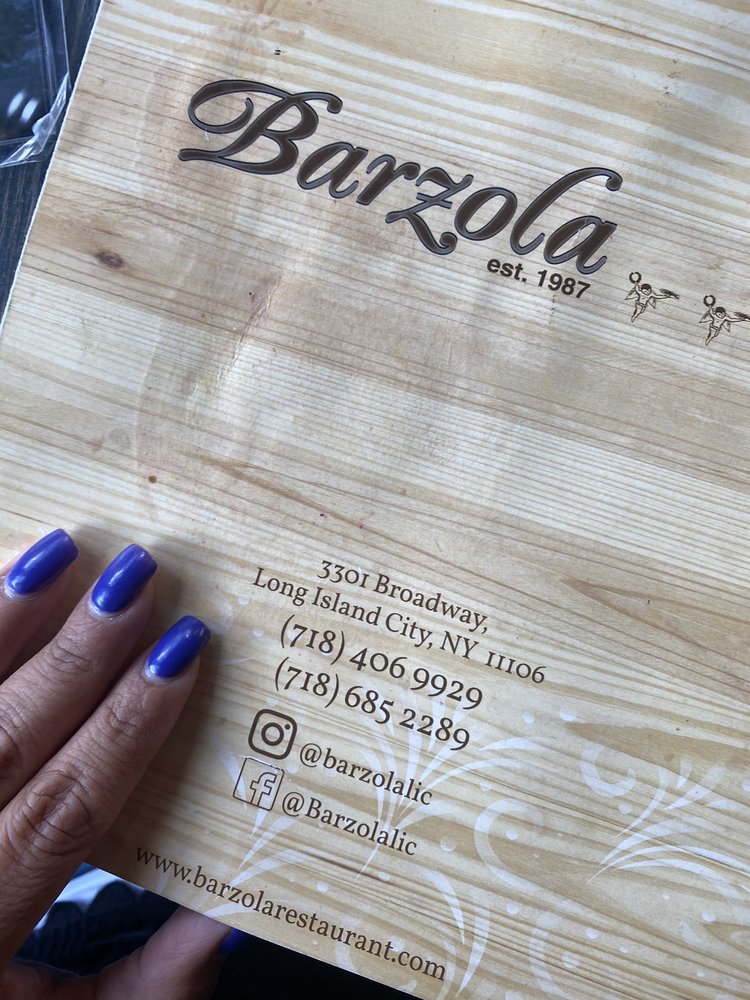 Barzola
est. 1987
3301 Broadway,
Long Island City, NY 11106
(718) 406 9929
(718) 685 2289
@barzolalic
@Barzolalic
www.barzolarestaurant.com